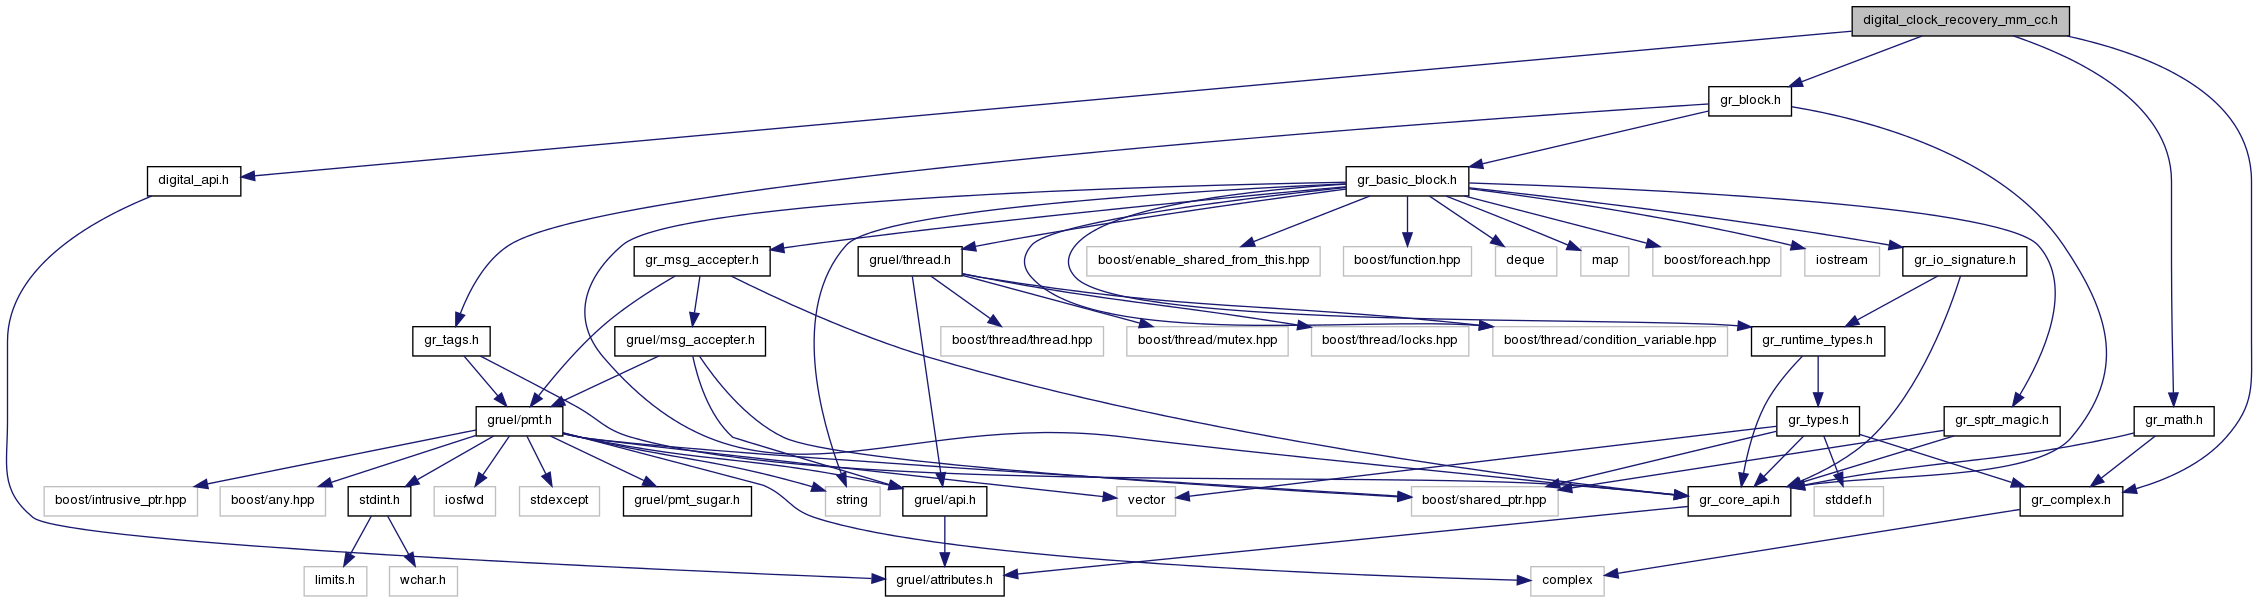 digital_clock_recovery_mm_cc.h
gr_block.h
digital_api.h
gr_basic_block.h
gr_msg_accepter.h
gruel/thread.h
boost/enable_shared_from_this.hpp
boost/function.hpp
deque
map
boost/foreach.hpp
iostream
gr_io_signature.h
gr_tags.h
gruel/msg_accepter.h
boost/thread/thread.hpp
boost/thread/mutex.hpp
boost/thread/locks.hpp
boost/thread/condition_variable.hpp
gr_runtime_types.h
gruel/pmt.h
gr_types.h
gr_sptr_magic.h
gr_math.h
boost/intrusive_ptr.hpp
boost/any.hpp
stdint.h
iosfwd
stdexcept
gruel/pmt_sugar.h
string
gruel/api.h
vector
boost/shared_ptr.hpp
gr_core_api.h
stddef.h
gr_complex.h
limits.h
wchar.h
gruel/attributes.h
complex